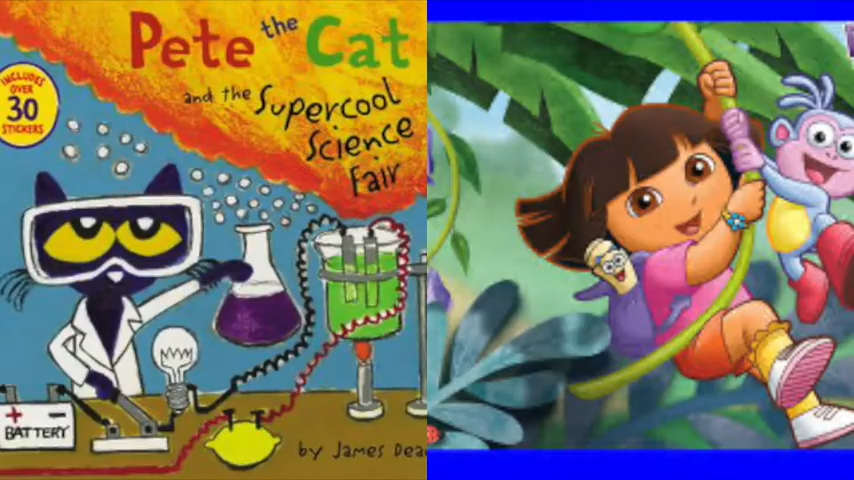 Pete the Cat
and the Supercool
Science
Fair
INCLUDES
OVER
30
STICKERS
+ -
BATTERY
by James